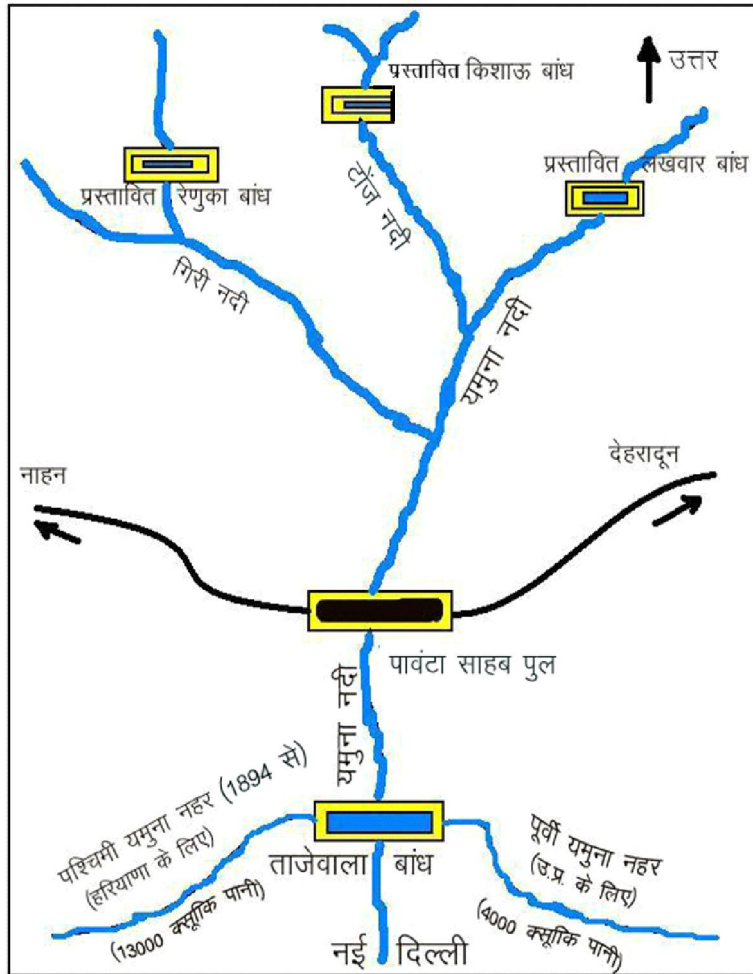 प्रस्तावित किशाऊ बांध
उत्तर
प्रस्तावित रेणुका बांध
प्रस्तावित लखवार बांध
टोंज नदी
गिरी नदी
यमुना नदी
नाहन
देहरादून
पावंटा साहब पुल
यमुना नदी
पश्चिमी यमुना नहर (1894 से)
(हरियाणा के लिए)
(13000 क्सूकि पानी)
ताजेवाला बांध
पूर्वी यमुना नहर
(उ.प्र. के लिए)
(4000 क्सूकि पानी)
नई दिल्ली